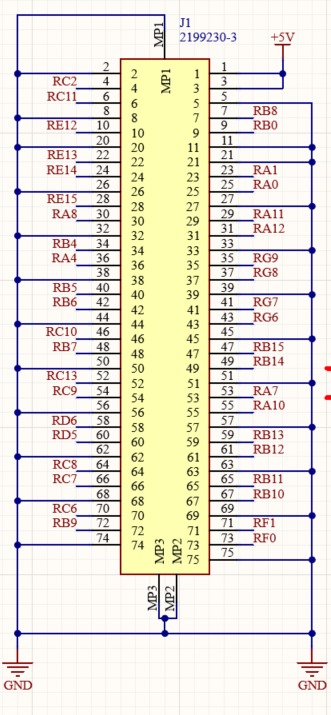 J1
2199230-3
MP1
+5V
MP1
2 2 1 1
RC2 4 4 3 3
RC11 6 6 5 5
8 8 7 7 RB8
RE12 10 10 9 9 RB0
20 20 11 11
RE13 22 22 21 21
RE14 24 24 23 23 RA1
26 26 25 25 RA0
RE15 28 28 27 27
RA8 30 30 29 29 RA11
32 32 31 31 RA12
RB4 34 34 33 33
RA4 36 36 35 35 RG9
38 38 37 37 RG8
RB5 40 40 39 39
RB6 42 42 41 41 RG7
44 44 43 43 RG6
RC10 46 46 45 45
RB7 48 48 47 47 RB15
50 50 49 49 RB14
RC13 52 52 51 51
RC9 54 54 53 53 RA7
56 56 55 55 RA10
RD6 58 58 57 57
RD5 60 60 59 59 RB13
62 62 61 61 RB12
RC8 64 64 63 63
RC7 66 66 65 65 RB11
68 68 67 67 RB10
RC6 70 70 69 69
RB9 72 72 71 71 RF1
74 74 73 73 RF0
75 75
MP3 MP2
MP3 MP2
GND GND